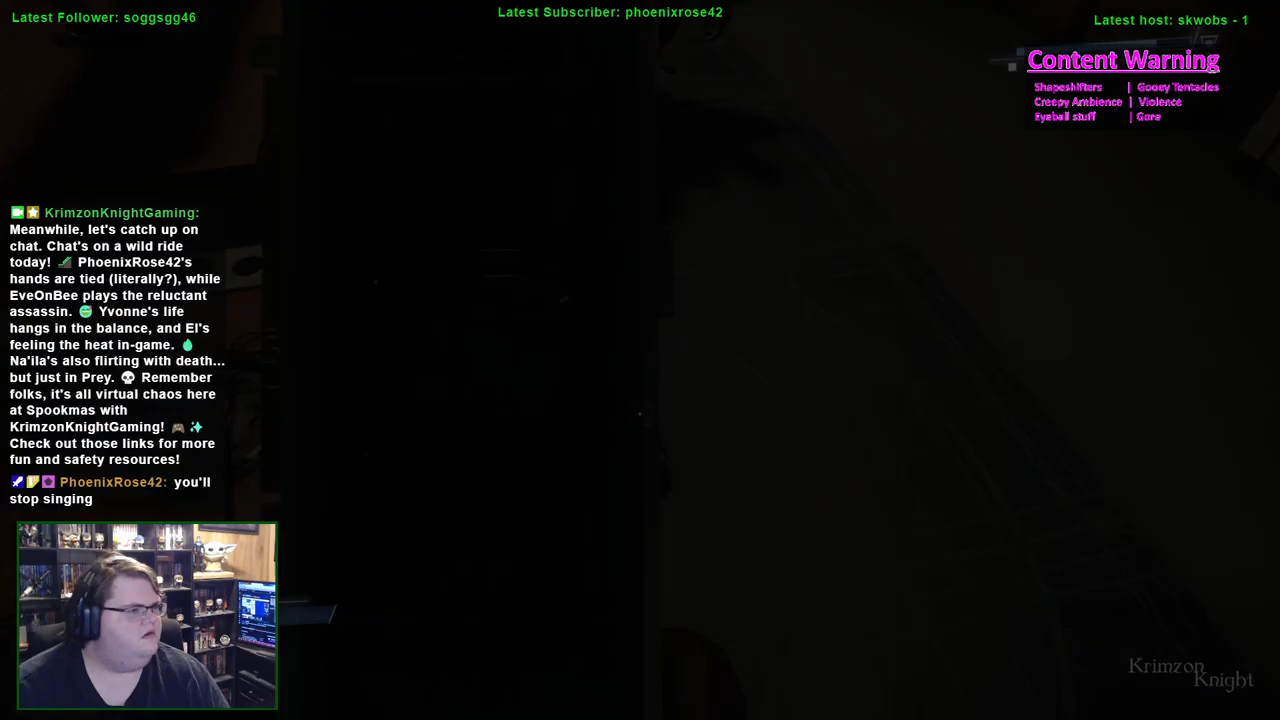 Latest Follower: soggsgg46
Latest Subscriber: phoenixrose42
Latest host: skwobs - 1
Content Warning
Shapeshifters | Gooey Tentacles
Creepy Ambience | Violence
Eyeball stuff | Gore
KrimzonKnightGaming:
Meanwhile, let's catch up on
chat. Chat's on a wild ride
today! PhoenixRose42's
hands are tied (literally?), while
EveOnBee plays the reluctant
assassin. Yvonne's life
hangs in the balance, and El's
feeling the heat in-game.
Na'ila's also flirting with death...
but just in Prey. 💀 Remember
folks, it's all virtual chaos here
at Spookmas with
KrimzonKnightGaming! 🎮 ✨
Check out those links for more
fun and safety resources!
PhoenixRose42: you'll
stop singing
Krimzon
Knight